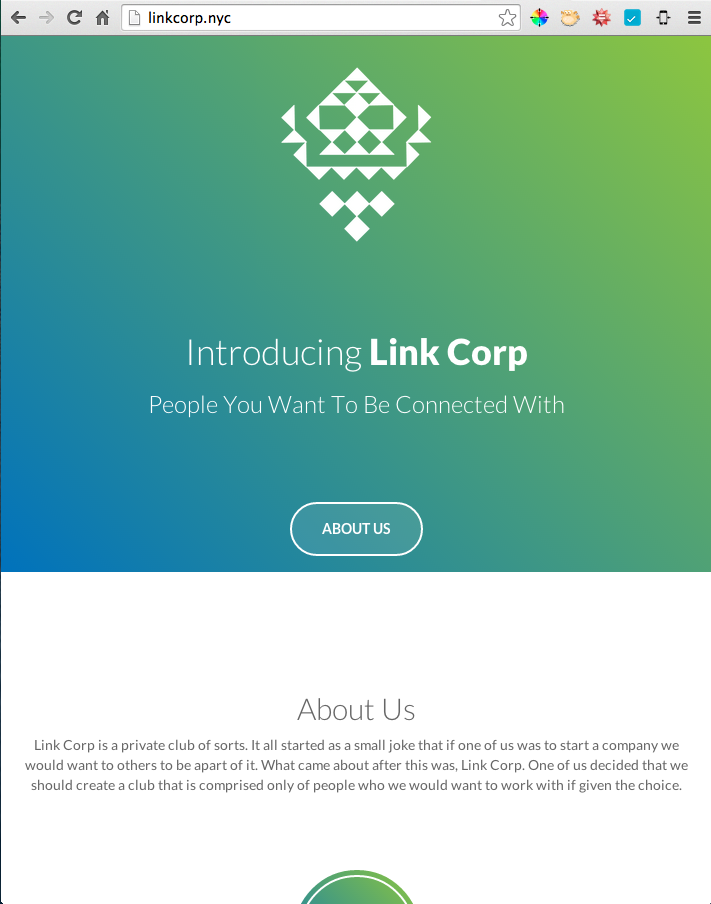 linkcorp.nyc
Introducing Link Corp
People You Want To Be Connected With
ABOUT US
About Us
Link Corp is a private club of sorts. It all started as a small joke that if one of us was to start a company we
would want to others to be apart of it. What came about after this was, Link Corp. One of us decided that we
should create a club that is comprised only of people who we would want to work with if given the choice.